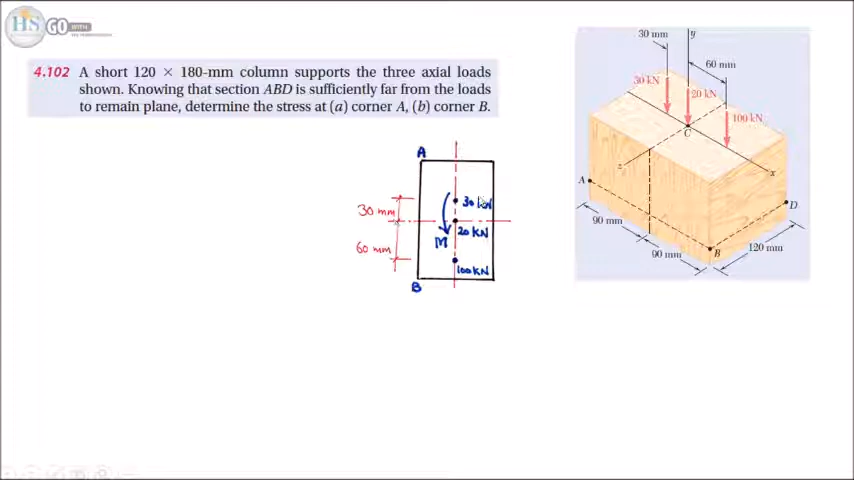 HS
GO WITH
4.102 A short 120 × 180-mm column supports the three axial loads
shown. Knowing that section ABD is sufficiently far from the loads
to remain plane, determine the stress at (a) corner A, (b) corner B.
30 mm
y
60 mm
30 kN
20 kN
100 kN
C
z
x
A
D
90 mm
B
90 mm
120 mm
A
30 mm
30 kN
M
20 kN
60 mm
100 kN
B